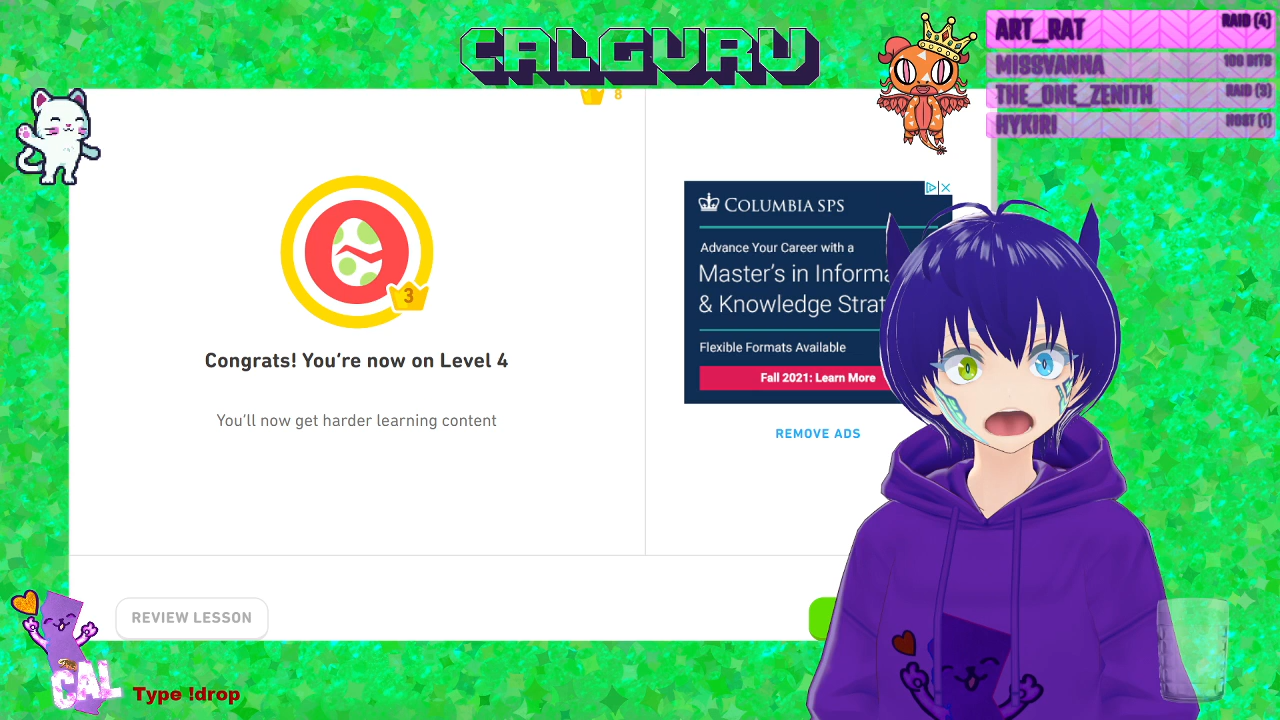 CALGURU
ART_RAT RAID (4)
MISSVANNA 100 BITS
THE_ONE_ZENITH RAID (3)
HYKIRI HOST (1)
8
3
Congrats! You're now on Level 4
You'll now get harder learning content
COLUMBIA SPS
Advance Your Career with a
Master's in Informa
& Knowledge Strat
Flexible Formats Available
Fall 2021: Learn More
REMOVE ADS
REVIEW LESSON
CAL
Type !drop